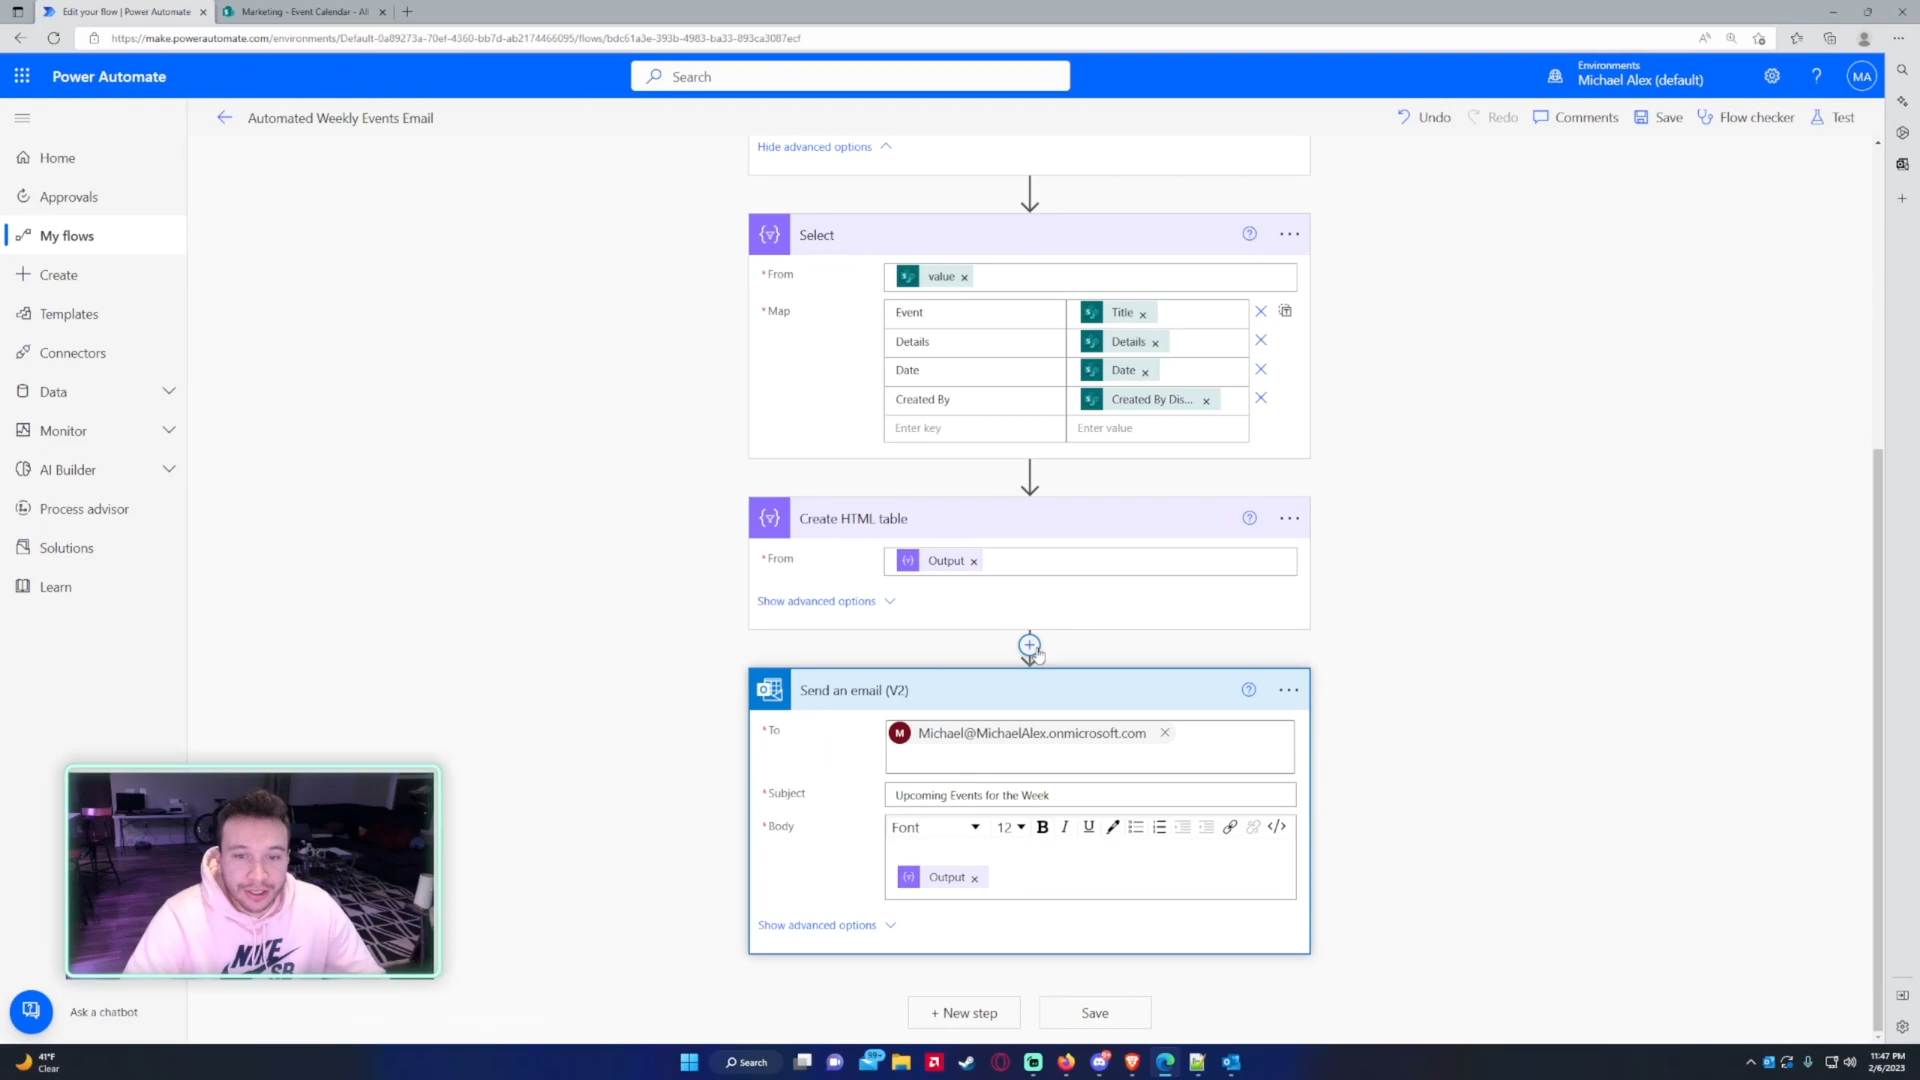 Edit your flow | Power Automate
Marketing - Event Calendar - All
https://make.powerautomate.com/environments/Default-0a89273a-70ef-4360-bb7d-ab2174466095/flows/bdc61a3e-393b-4983-ba33-893ca3087ecf
Power Automate
Search
Environments
Michael Alex (default)
?
MA
Automated Weekly Events Email
Undo
Redo
Comments
Save
Flow checker
Test
Home
Approvals
My flows
Create
Templates
Connectors
Data
Monitor
AI Builder
Process advisor
Solutions
Learn
Ask a chatbot
Hide advanced options
Select
* From
value
* Map
Event
Title
Details
Details
Date
Date
Created By
Created By Dis...
Enter key
Enter value
Create HTML table
* From
Output
Show advanced options
Send an email (V2)
* To
M
Michael@MichaelAlex.onmicrosoft.com
* Subject
Upcoming Events for the Week
* Body
Font
12
B
I
U
</>
Output
Show advanced options
+ New step
Save
NIKE
SB
41°F
Clear
Search
99+
11:47 PM
2/6/2023